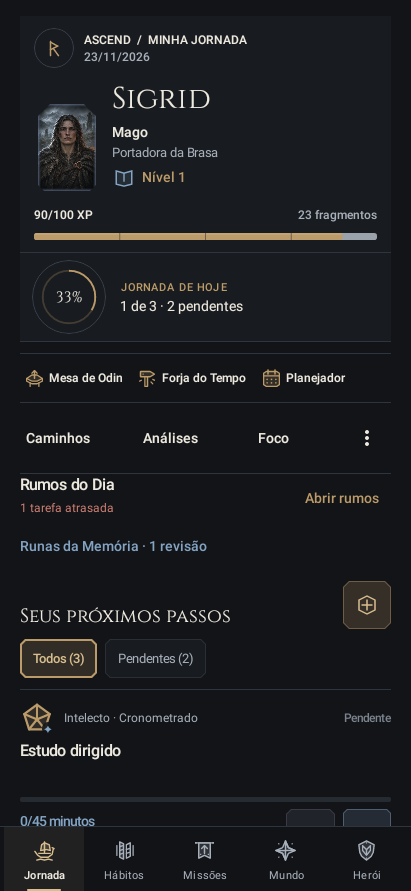 ASCEND / MINHA JORNADA
23/11/2026
Sigrid
Mago
Portadora da Brasa
Nível 1
90/100 XP
23 fragmentos
33%
JORNADA DE HOJE
1 de 3 · 2 pendentes
Mesa de Odin
Forja do Tempo
Planejador
Caminhos
Análises
Foco
Rumos do Dia
1 tarefa atrasada
Abrir rumos
Runas da Memória · 1 revisão
Seus próximos passos
Todos (3)
Pendentes (2)
Intelecto · Cronometrado
Pendente
Estudo dirigido
0/45 minutos
Jornada
Hábitos
Missões
Mundo
Herói